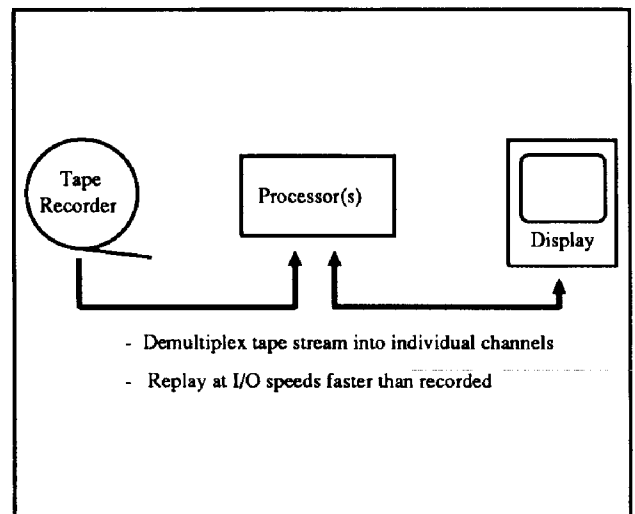 Tape
Recorder
Processor(s)
Display
- Demultiplex tape stream into individual channels
- Replay at I/O speeds faster than recorded